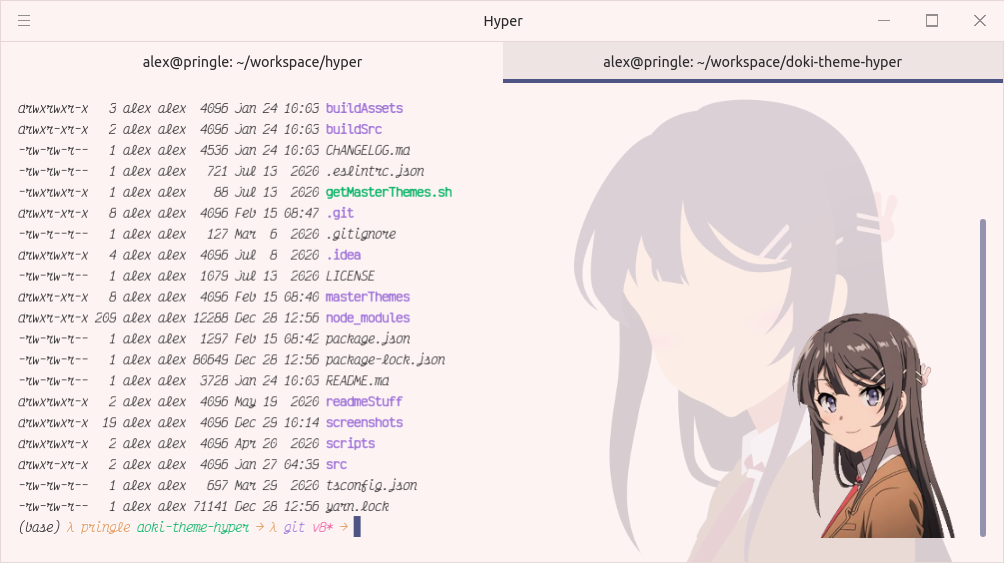 Hyper
alex@pringle: ~/workspace/hyper
alex@pringle: ~/workspace/doki-theme-hyper
drwxrwxr-x 3 alex alex 4096 Jan 24 10:03 buildAssets
drwxr-xr-x 2 alex alex 4096 Jan 24 10:03 buildSrc
-rw-rw-r-- 1 alex alex 4536 Jan 24 10:03 CHANGELOG.md
-rw-rw-r-- 1 alex alex 721 Jul 13 2020 .eslintrc.json
-rwxrwxr-x 1 alex alex 88 Jul 13 2020 getMasterThemes.sh
drwxrwxr-x 8 alex alex 4096 Feb 15 08:47 .git
-rw-r--r-- 1 alex alex 127 Mar 6 2020 .gitignore
drwxrwxr-x 4 alex alex 4096 Jul 8 2020 .idea
-rw-rw-r-- 1 alex alex 1079 Jul 13 2020 LICENSE
drwxr-xr-x 8 alex alex 4096 Feb 15 08:40 masterThemes
drwxrwxr-x 209 alex alex 12288 Dec 28 12:56 node_modules
-rw-rw-r-- 1 alex alex 1297 Feb 15 08:42 package.json
-rw-rw-r-- 1 alex alex 80649 Dec 28 12:56 package-lock.json
-rw-rw-r-- 1 alex alex 3728 Jan 24 10:03 README.md
drwxrwxr-x 2 alex alex 4096 May 19 2020 readmeStuff
drwxrwxr-x 19 alex alex 4096 Dec 29 10:14 screenshots
drwxrwxr-x 2 alex alex 4096 Apr 20 2020 scripts
drwxr-xr-x 2 alex alex 4096 Jan 27 04:39 src
-rw-rw-r-- 1 alex alex 697 Mar 29 2020 tsconfig.json
-rw-rw-r-- 1 alex alex 71141 Dec 28 12:56 yarn.lock
(base) λ pringle doki-theme-hyper → λ git v8* →